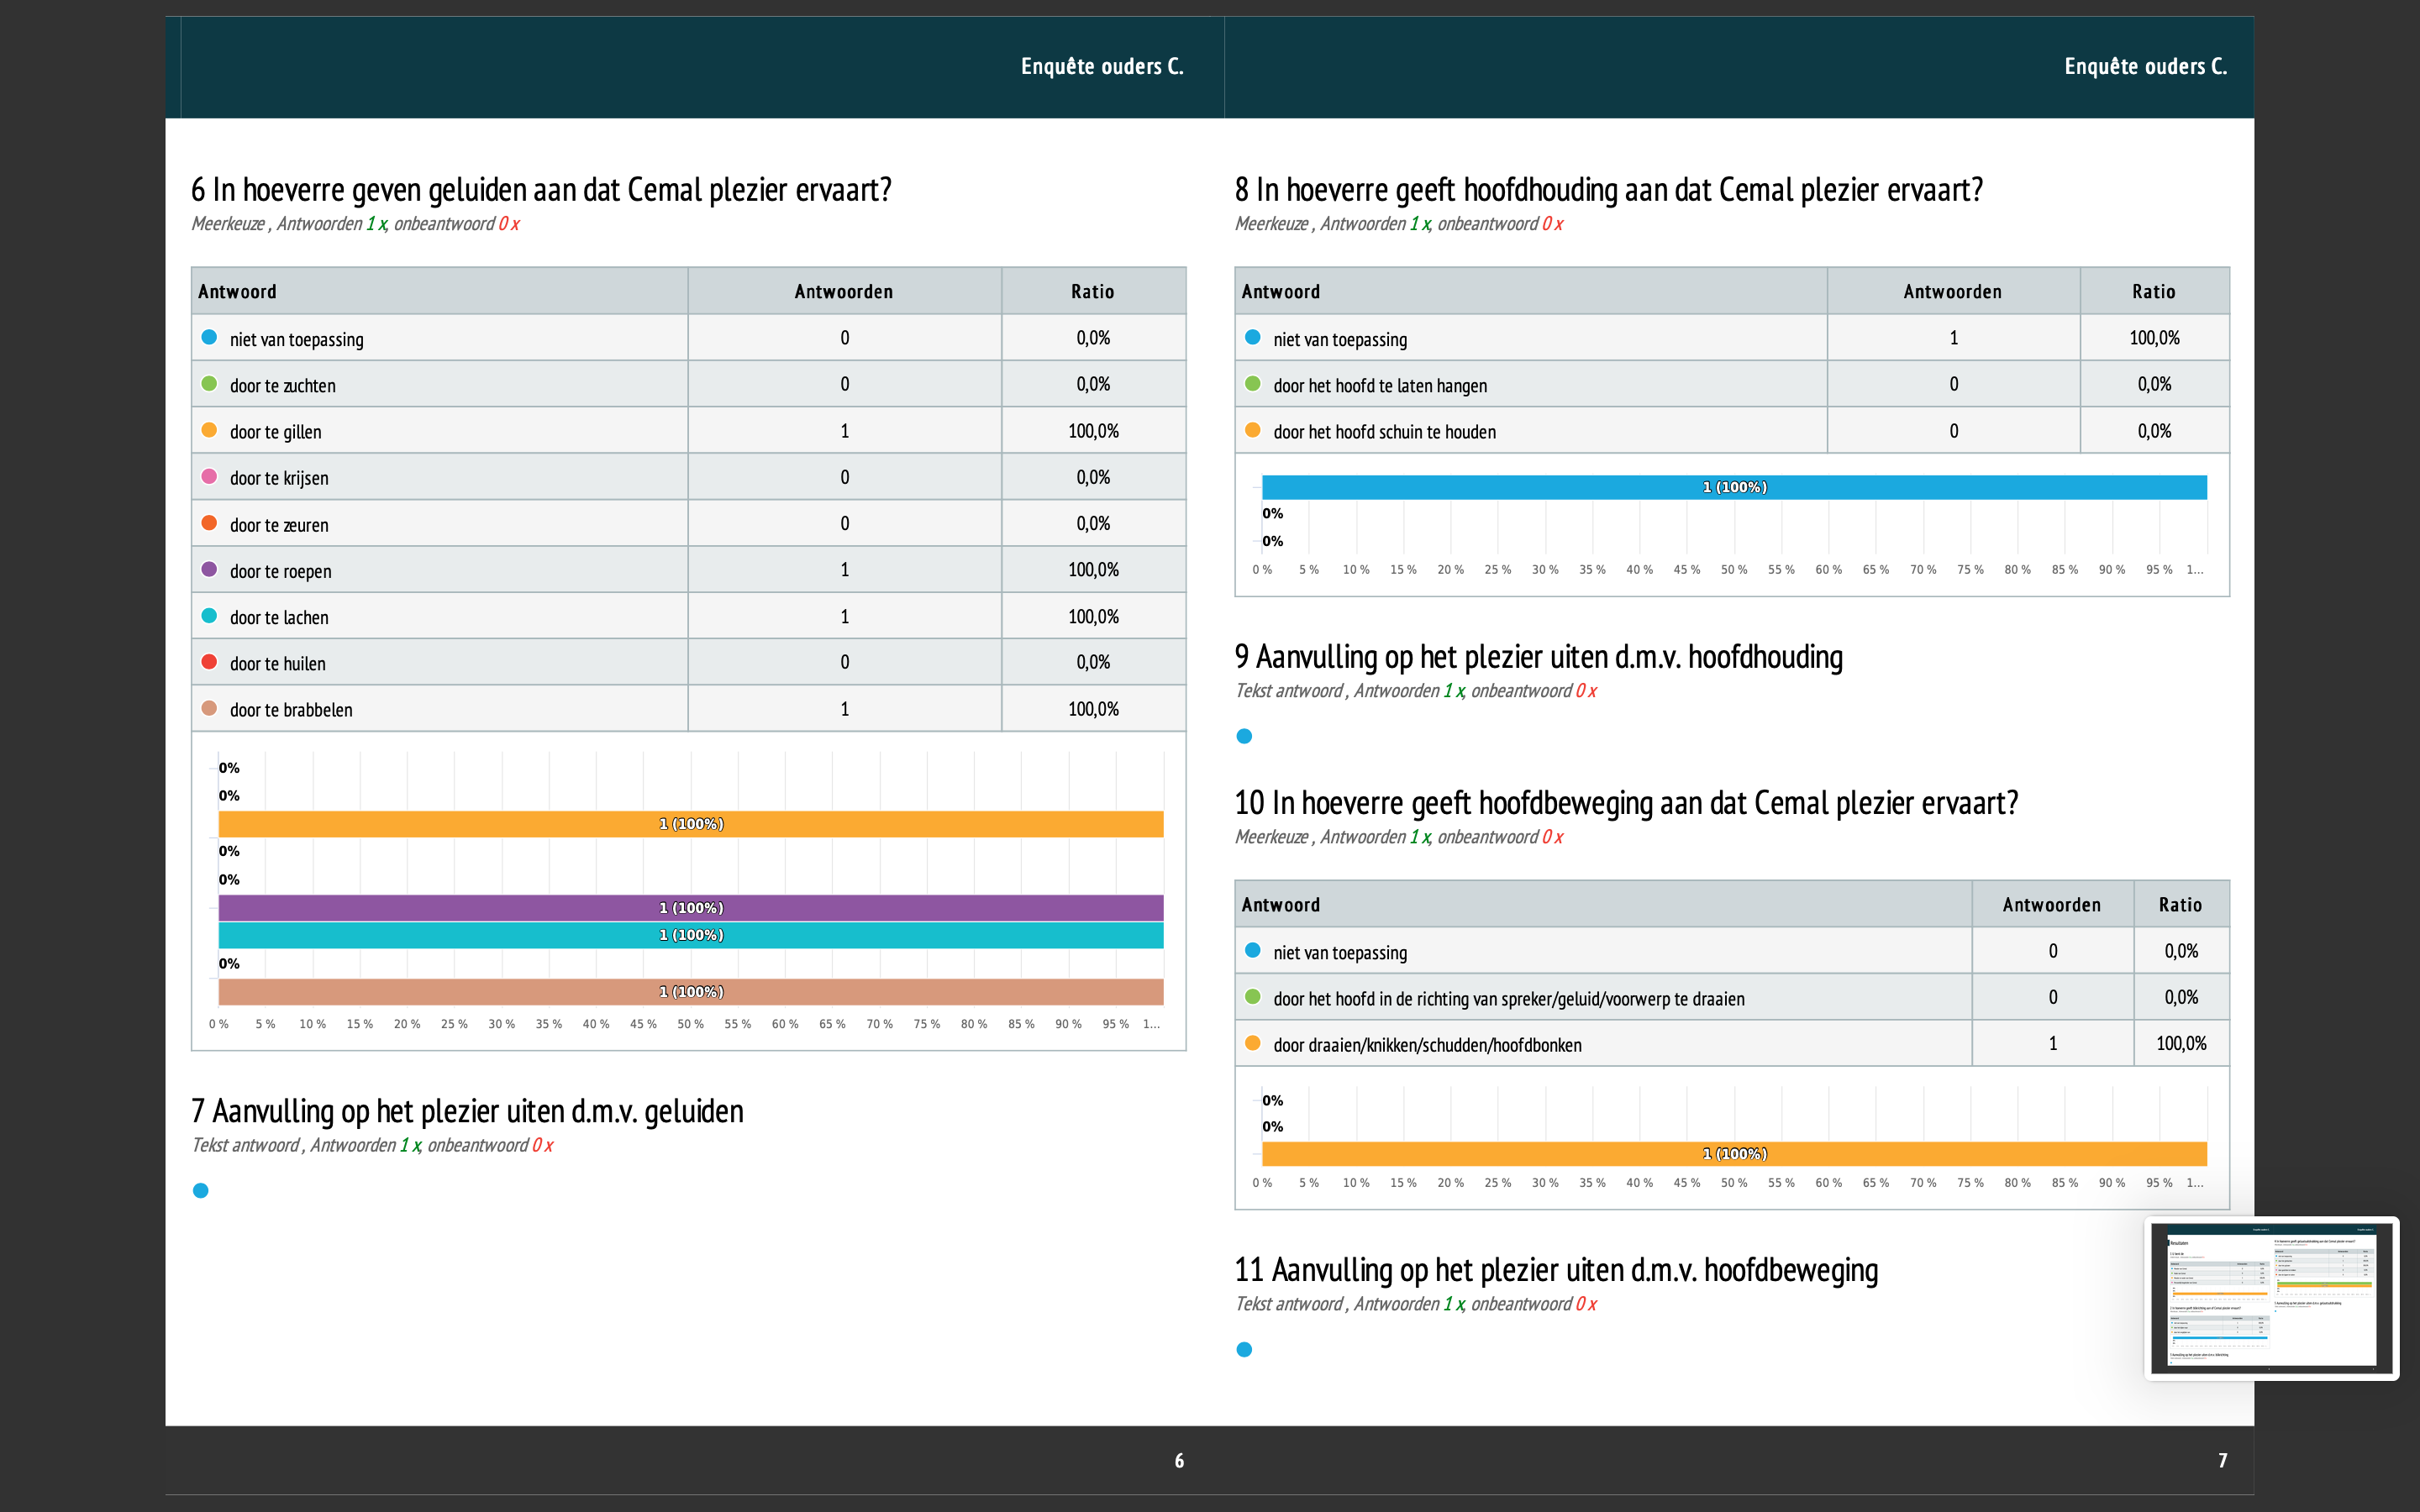 Enquête ouders C.
6 In hoeverre geven geluiden aan dat Cemal plezier ervaart?
Meerkeuze , Antwoorden 1 x, onbeantwoord 0 x
Antwoord Antwoorden Ratio
niet van toepassing 0 0,0%
door te zuchten 0 0,0%
door te gillen 1 100,0%
door te krijsen 0 0,0%
door te zeuren 0 0,0%
door te roepen 1 100,0%
door te lachen 1 100,0%
door te huilen 0 0,0%
door te brabbelen 1 100,0%
0%
0%
1 (100%)
0%
0%
1 (100%)
1 (100%)
0%
1 (100%)
0 % 5 % 10 % 15 % 20 % 25 % 30 % 35 % 40 % 45 % 50 % 55 % 60 % 65 % 70 % 75 % 80 % 85 % 90 % 95 % 1...
7 Aanvulling op het plezier uiten d.m.v. geluiden
Tekst antwoord , Antwoorden 1 x, onbeantwoord 0 x
6
Enquête ouders C.
8 In hoeverre geeft hoofdhouding aan dat Cemal plezier ervaart?
Meerkeuze , Antwoorden 1 x, onbeantwoord 0 x
Antwoord Antwoorden Ratio
niet van toepassing 1 100,0%
door het hoofd te laten hangen 0 0,0%
door het hoofd schuin te houden 0 0,0%
1 (100%)
0%
0%
0 % 5 % 10 % 15 % 20 % 25 % 30 % 35 % 40 % 45 % 50 % 55 % 60 % 65 % 70 % 75 % 80 % 85 % 90 % 95 % 1...
9 Aanvulling op het plezier uiten d.m.v. hoofdhouding
Tekst antwoord , Antwoorden 1 x, onbeantwoord 0 x
10 In hoeverre geeft hoofdbeweging aan dat Cemal plezier ervaart?
Meerkeuze , Antwoorden 1 x, onbeantwoord 0 x
Antwoord Antwoorden Ratio
niet van toepassing 0 0,0%
door het hoofd in de richting van spreker/geluid/voorwerp te draaien 0 0,0%
door draaien/knikken/schudden/hoofdbonken 1 100,0%
0%
0%
1 (100%)
0 % 5 % 10 % 15 % 20 % 25 % 30 % 35 % 40 % 45 % 50 % 55 % 60 % 65 % 70 % 75 % 80 % 85 % 90 % 95 % 1...
11 Aanvulling op het plezier uiten d.m.v. hoofdbeweging
Tekst antwoord , Antwoorden 1 x, onbeantwoord 0 x
Resultaten
7